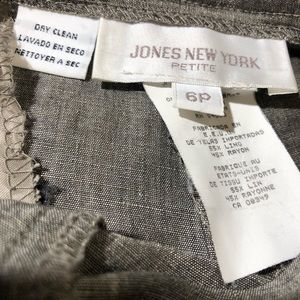 DRY CLEAN
LAVADO EN SECO
NETTOYER A SEC
JONES NEW YORK
PETITE
6P
FABRIQUE EN
E.E.U.U.
DE TELAS IMPORTADAS
55% LINO
45% RAYON
FABRIQUE AU
ETATS-UNIS
DE TISSU IMPORTE
55% LIN
45% RAYONNE
CA 08349